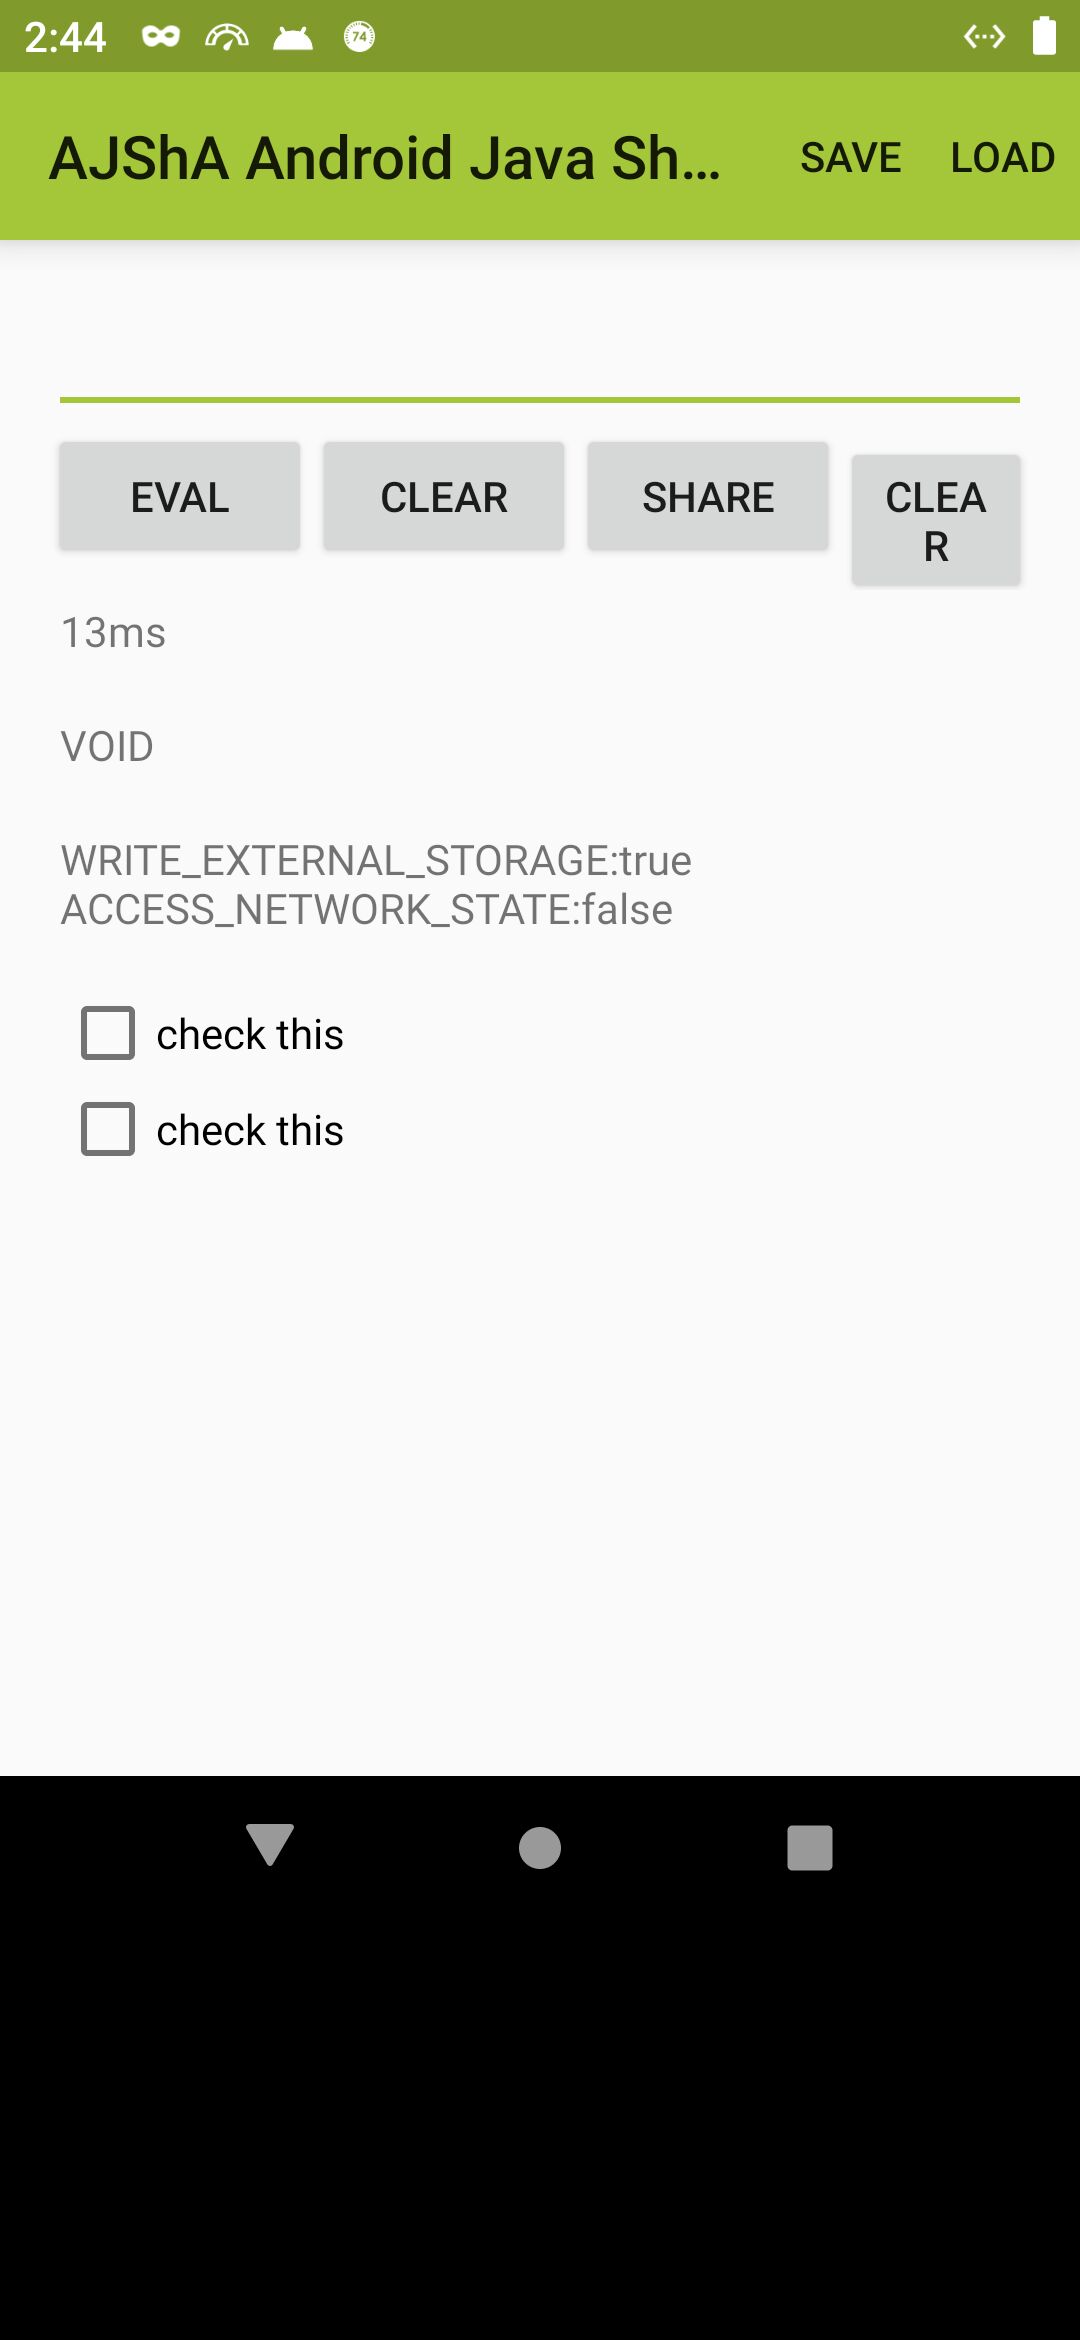 2:44
74
AJShA Android Java Sh...
SAVE
LOAD
EVAL
CLEAR
SHARE
CLEA
R
13ms
VOID
WRITE_EXTERNAL_STORAGE:true
ACCESS_NETWORK_STATE:false
check this
check this